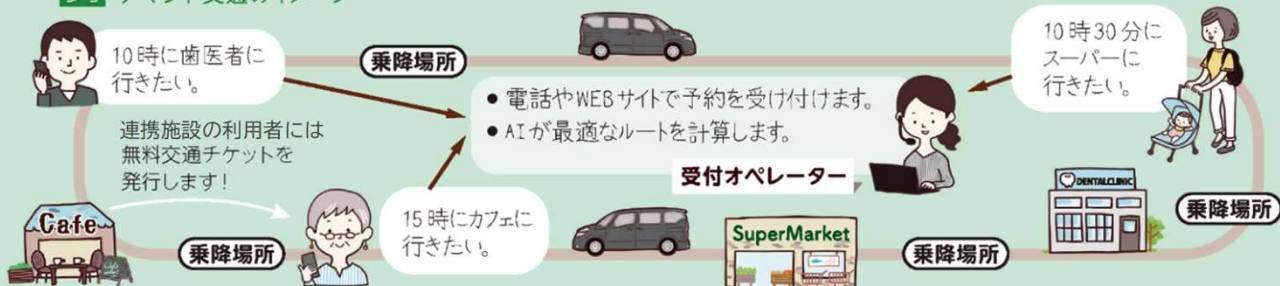 デマンド交通のイメージ
10時に歯医者に
行きたい。
乗降場所
10時30分に
スーパーに
行きたい。
● 電話やWEBサイトで予約を受け付けます。
● AIが最適なルートを計算します。
受付オペレーター
連携施設の利用者には
無料交通チケットを
発行します!
DENTALCLINIC
乗降場所
Cafe
乗降場所
15時にカフェに
行きたい。
SuperMarket
乗降場所